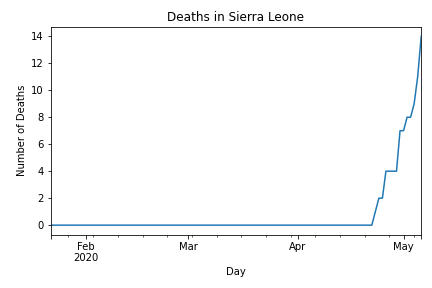 Deaths in Sierra Leone
14
12
10
8
6
4
2
0
Number of Deaths
Feb
2020
Mar
Apr
May
Day